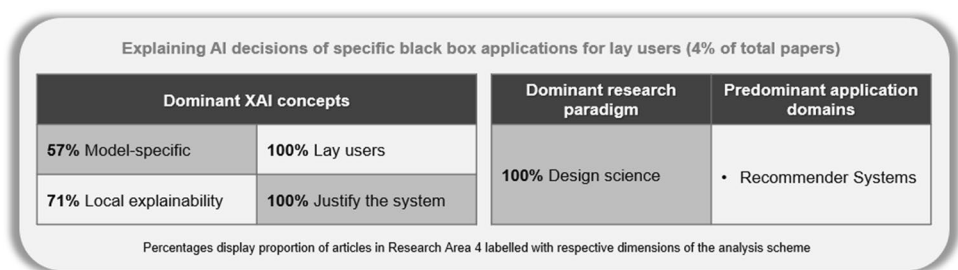 Explaining AI decisions of specific black box applications for lay users (4% of total papers)
Dominant XAI concepts
57% Model-specific
100% Lay users
71% Local explainability
100% Justify the system
Dominant research
paradigm
Predominant application
domains
100% Design science
• Recommender Systems
Percentages display proportion of articles in Research Area 4 labelled with respective dimensions of the analysis scheme